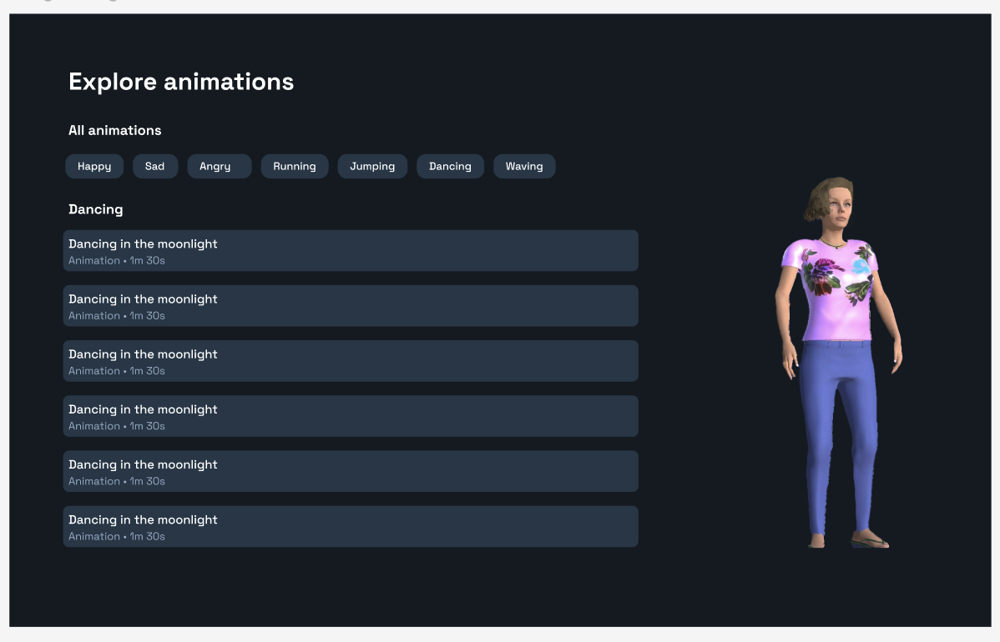 Explore animations
All animations
Happy Sad Angry Running Jumping Dancing Waving
Dancing
Dancing in the moonlight
Animation • 1m 30s
Dancing in the moonlight
Animation • 1m 30s
Dancing in the moonlight
Animation • 1m 30s
Dancing in the moonlight
Animation • 1m 30s
Dancing in the moonlight
Animation • 1m 30s
Dancing in the moonlight
Animation • 1m 30s